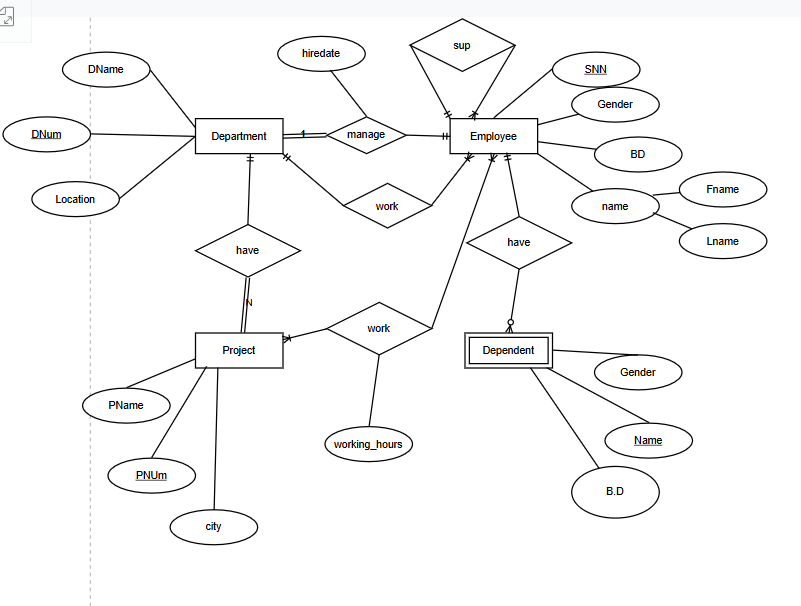 sup
hiredate
DName
SNN
Gender
DNum
Department
1
manage
Employee
BD
Location
work
name
Fname
Lname
have
have
N
work
Project
Dependent
Gender
PName
working_hours
Name
PNUm
B.D
city